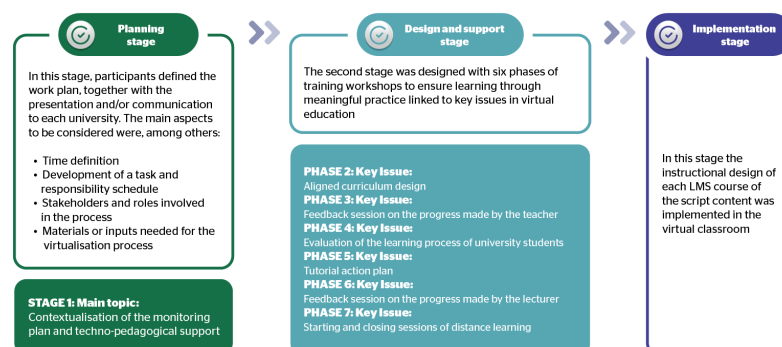 Planning
stage
In this stage, participants defined the
work plan, together with the
presentation and/or communication
to each university. The main aspects
to be considered were, among others:
• Time definition
• Development of a task and
responsibility schedule
• Stakeholders and roles involved
in the process
• Materials or inputs needed for the
virtualisation process
STAGE 1: Main topic:
Contextualisation of the monitoring
plan and techno-pedagogical support
Design and support
stage
The second stage was designed with six phases of
training workshops to ensure learning through
meaningful practice linked to key issues in virtual
education
PHASE 2: Key Issue:
Aligned curriculum design
PHASE 3: Key Issue:
Feedback session on the progress made by the teacher
PHASE 4: Key Issue:
Evaluation of the learning process of university students
PHASE 5: Key Issue:
Tutorial action plan
PHASE 6: Key Issue:
Feedback session on the progress made by the lecturer
PHASE 7: Key Issue:
Starting and closing sessions of distance learning
Implementation
stage
In this stage the
instructional design of
each LMS course of
the script content was
implemented in the
virtual classroom